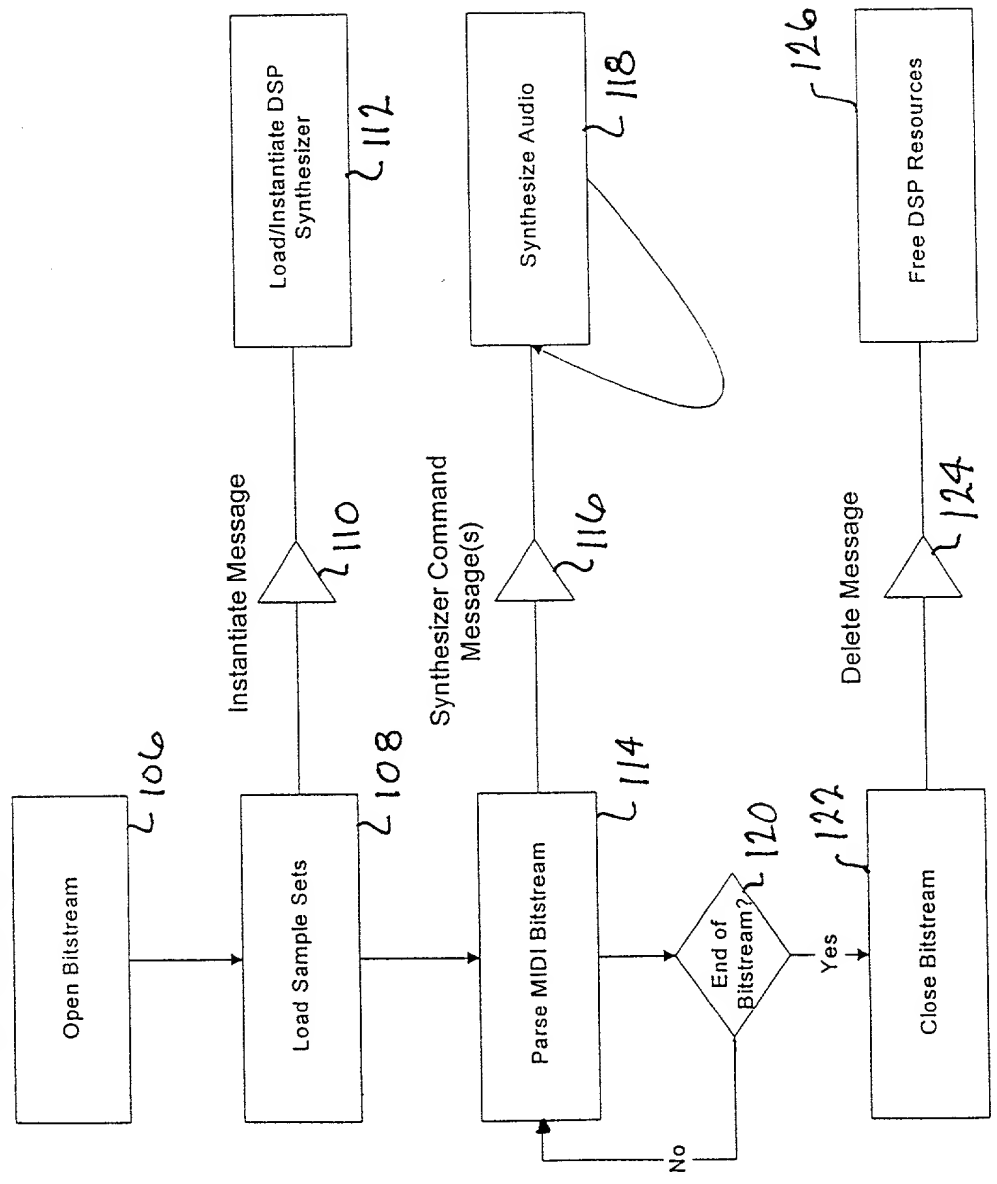 Open Bitstream
106
Load Sample Sets
108
Instantiate Message
110
Load/Instantiate DSP
Synthesizer
112
Parse MIDI Bitstream
114
Synthesizer Command
Message(s)
116
Synthesize Audio
118
End of
Bitstream?
120
No
Yes
Close Bitstream
122
Delete Message
124
Free DSP Resources
126